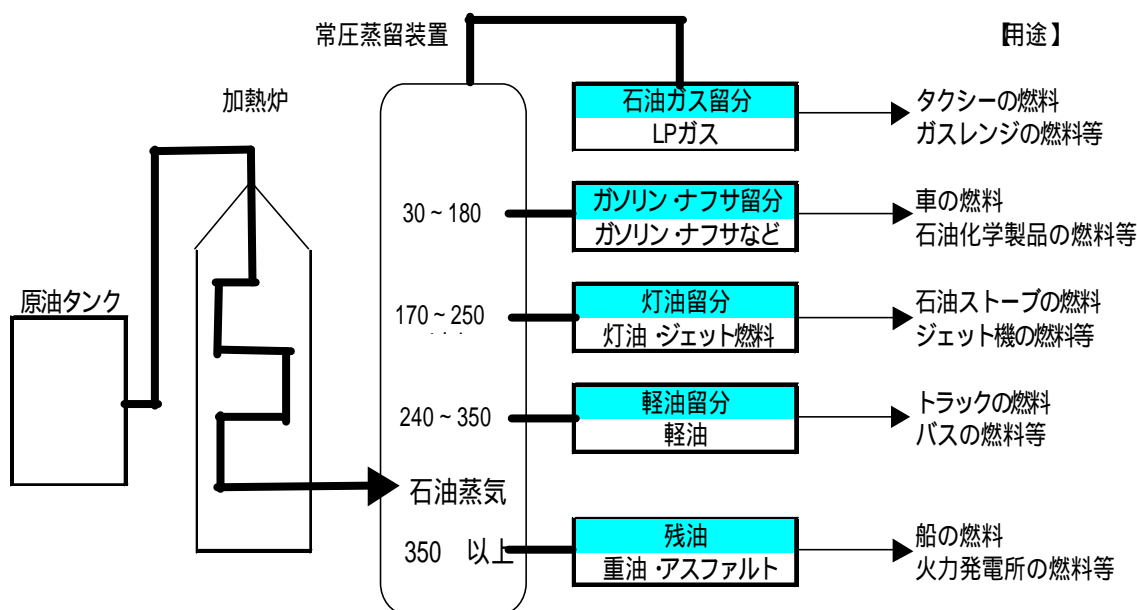 常圧蒸留装置
【用途】
加熱炉
原油タンク
石油ガス留分
LPガス
タクシーの燃料
ガスレンジの燃料等
30~180
ガソリン・ナフサ留分
ガソリン・ナフサなど
車の燃料
石油化学製品の燃料等
170~250
灯油留分
灯油・ジェット燃料
石油ストーブの燃料
ジェット機の燃料等
240~350
軽油留分
軽油
トラックの燃料
バスの燃料等
石油蒸気
350 以上
残油
重油・アスファルト
船の燃料
火力発電所の燃料等